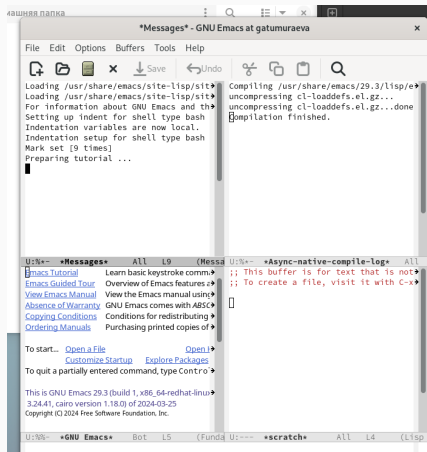 машняя папка
*Messages* - GNU Emacs at gatumuraeva
File Edit Options Buffers Tools Help
Save Undo
Loading /usr/share/emacs/site-lisp/sit
Loading /usr/share/emacs/site-lisp/sit
For information about GNU Emacs and th
Setting up indent for shell type bash
Indentation variables are now local.
Indentation setup for shell type bash
Mark set [9 times]
Preparing tutorial ...
U:%*- *Messages* All L9 (Messa
Compiling /usr/share/emacs/29.3/lisp/e
uncompressing cl-loaddefs.el.gz...
uncompressing cl-loaddefs.el.gz...done
Compilation finished.
U:%*- *Async-native-compile-log* All
Emacs Tutorial Learn basic keystroke comma
Emacs Guided Tour Overview of Emacs features a
View Emacs Manual View the Emacs manual using
Absence of Warranty GNU Emacs comes with ABSO
Copying Conditions Conditions for redistributing
Ordering Manuals Purchasing printed copies of
To start... Open a File Open H
Customize Startup Explore Packages
To quit a partially entered command, type Contro
This is GNU Emacs 29.3 (build 1, x86_64-redhat-linux
3.24.41, cairo version 1.18.0) of 2024-03-25
Copyright (C) 2024 Free Software Foundation, Inc.
U:%%- *GNU Emacs* Bot L5 (Funda
;; This buffer is for text that is not
;; To create a file, visit it with C-x
U:--- *scratch* All L4 (Lisp